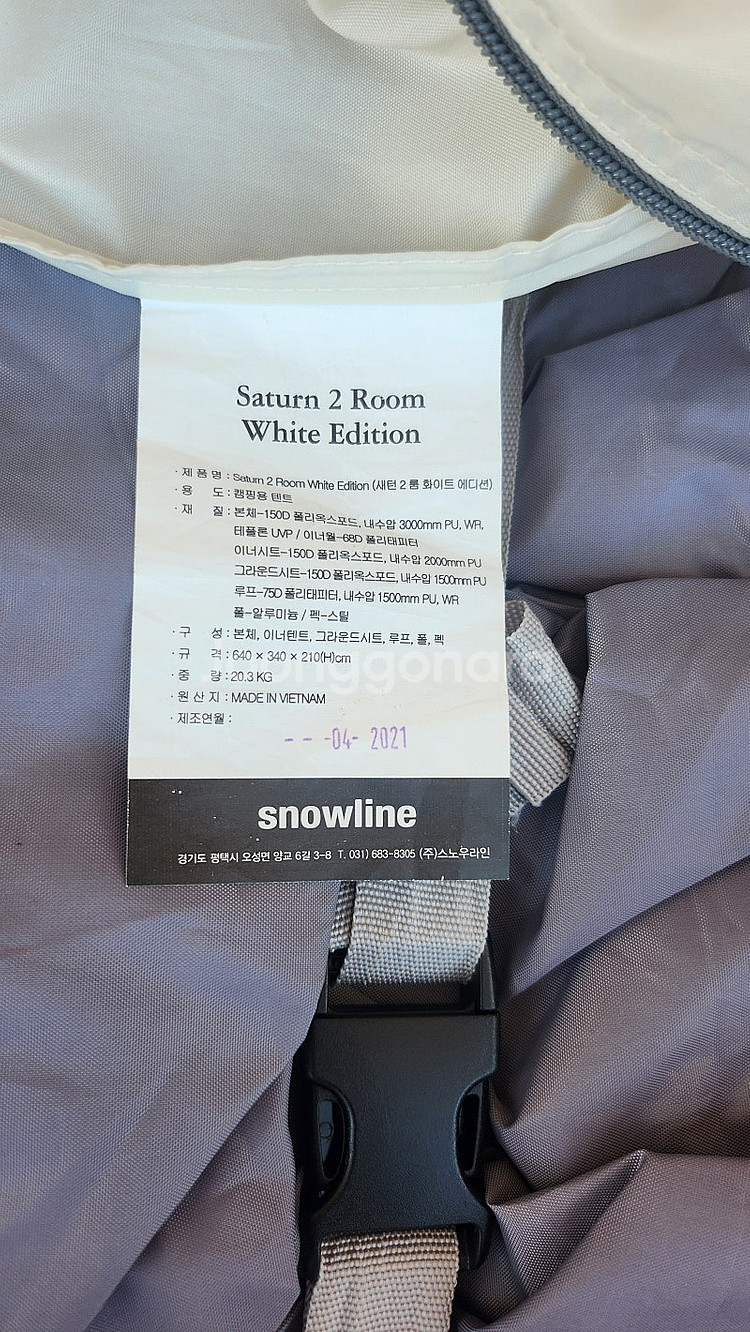 Saturn 2 Room
White Edition
· 제 품 명 : Saturn 2 Room White Edition (새턴 2 룸 화이트 에디션)
· 용 도 : 캠핑용 텐트
· 재 질 : 본체-150D 폴리옥스포드, 내수압 3000mm PU, WR,
테플론 UVP / 이너월-68D 폴리태피터
이너시트-150D 폴리옥스포드, 내수압 2000mm PU
그라운드시트-150D 폴리옥스포드, 내수압 1500mm PU
루프-75D 폴리태피터, 내수압 1500mm PU, WR
폴-알루미늄 / 펙-스틸
· 구 성 : 본체, 이너텐트, 그라운드시트, 루프, 폴, 펙
· 규 격 : 640 × 340 × 210(H)cm
joonggonara
· 중 량 : 20.3 KG
· 원 산 지 : MADE IN VIETNAM
· 제조연월 :
- - -04- 2021
snowline
경기도 평택시 오성면 양교 6길 3-8 T. 031) 683-8305 (주)스노우라인